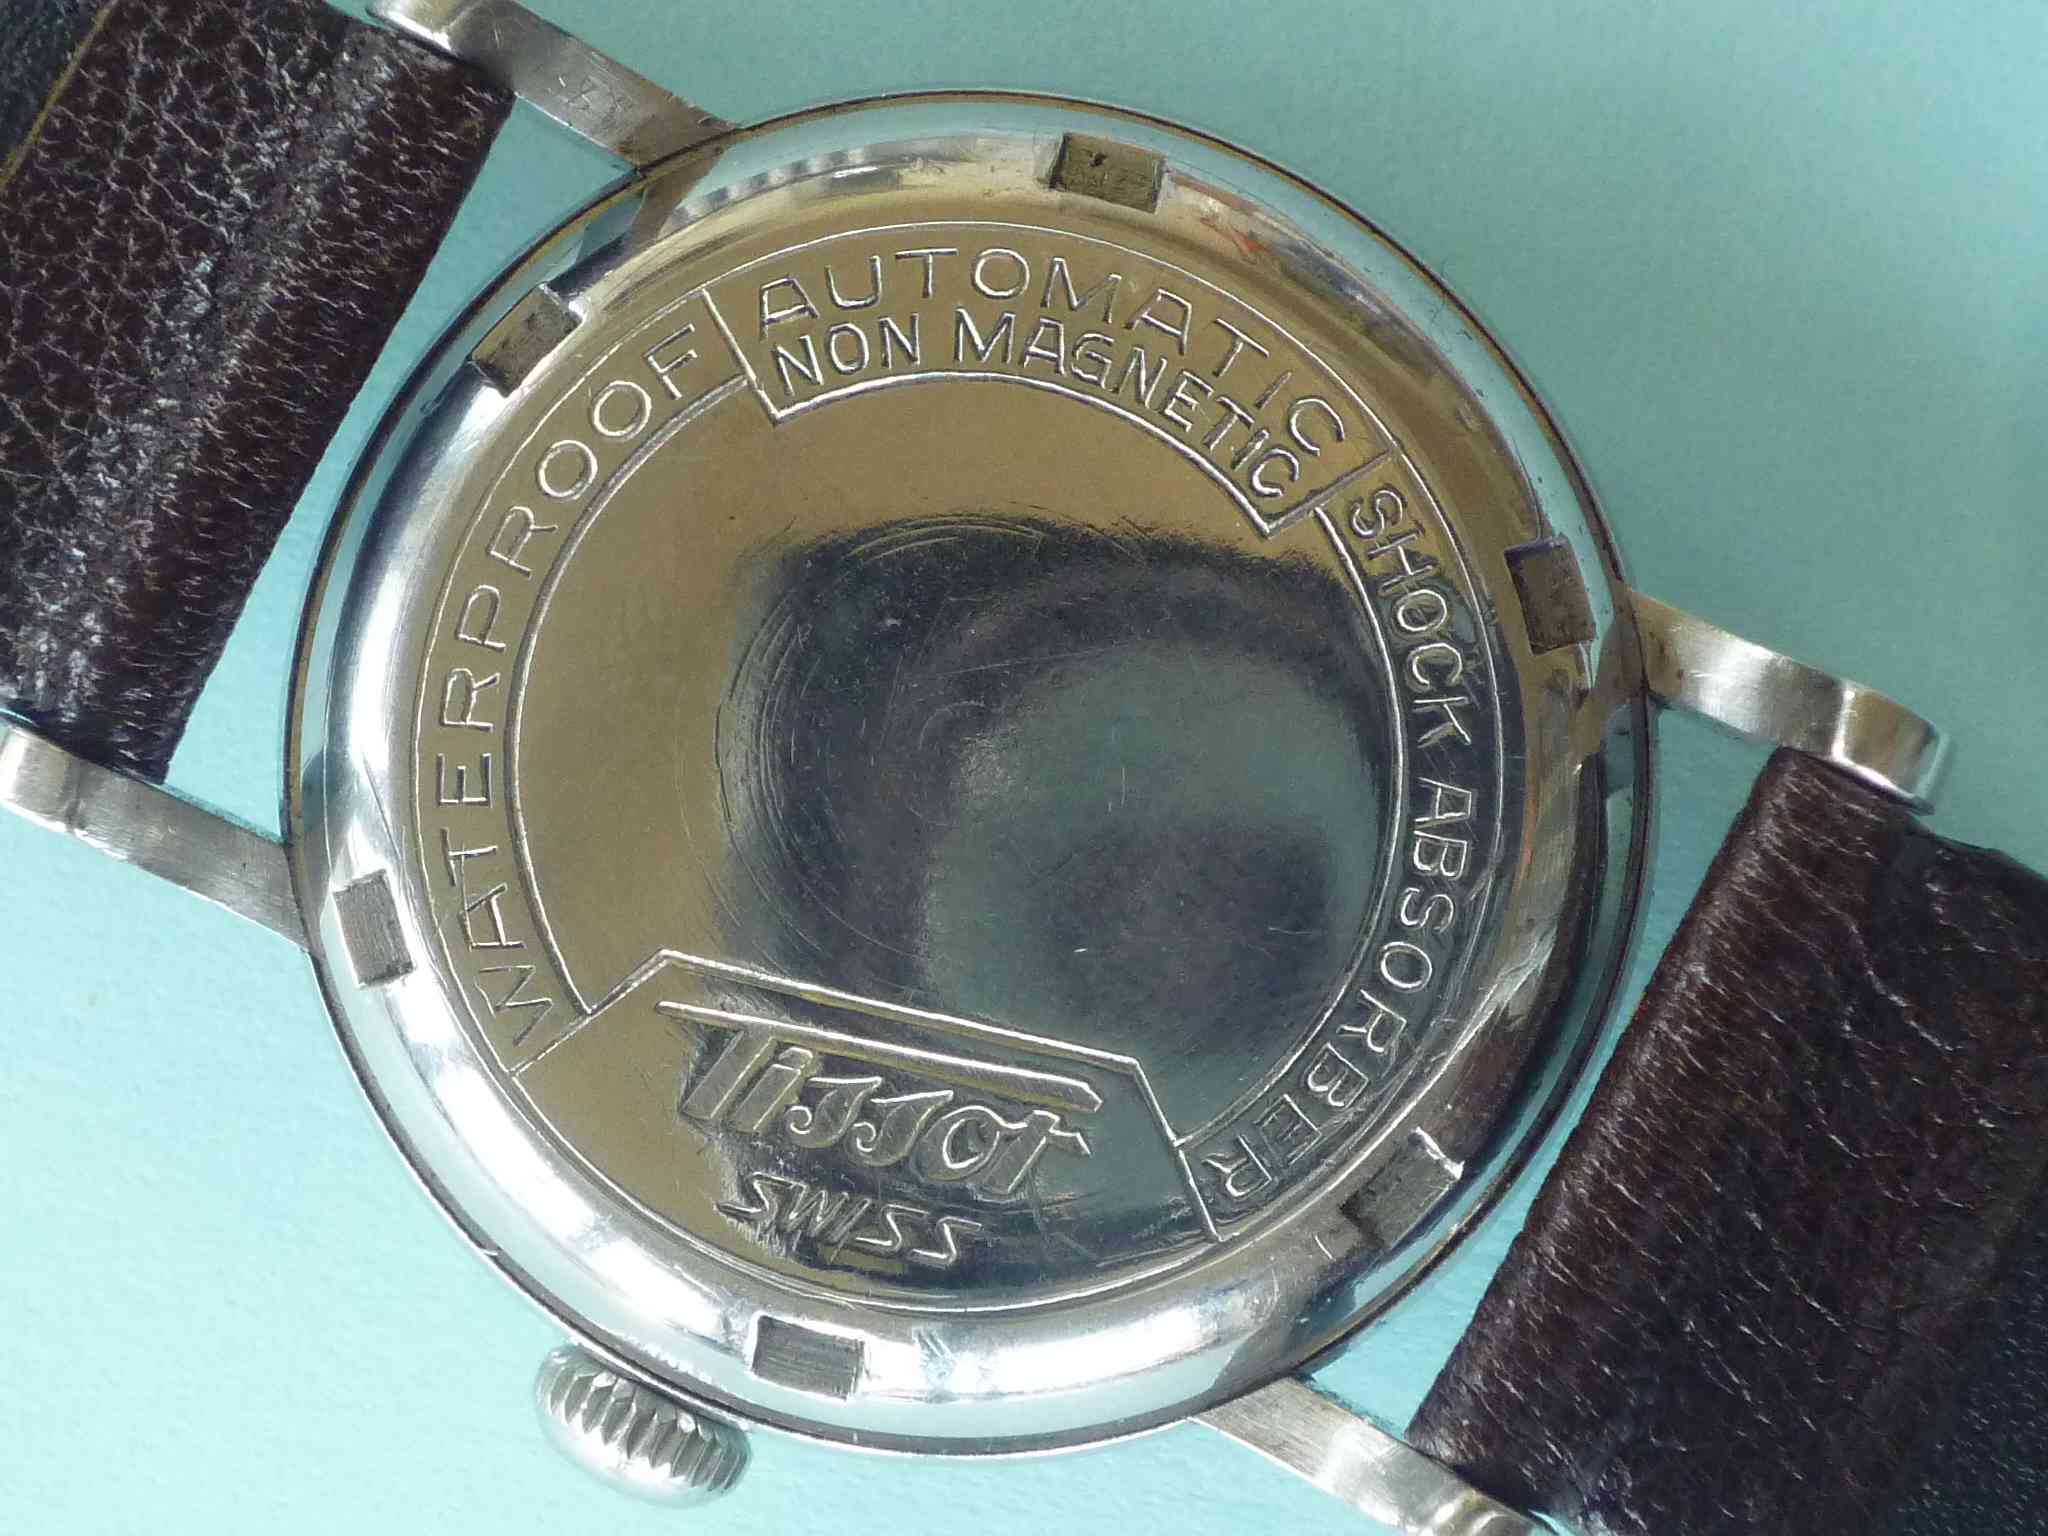 WATERPROOF
AUTOMATIC
NON MAGNETIC
SHOCK ABSORBER
Tissot
SWISS